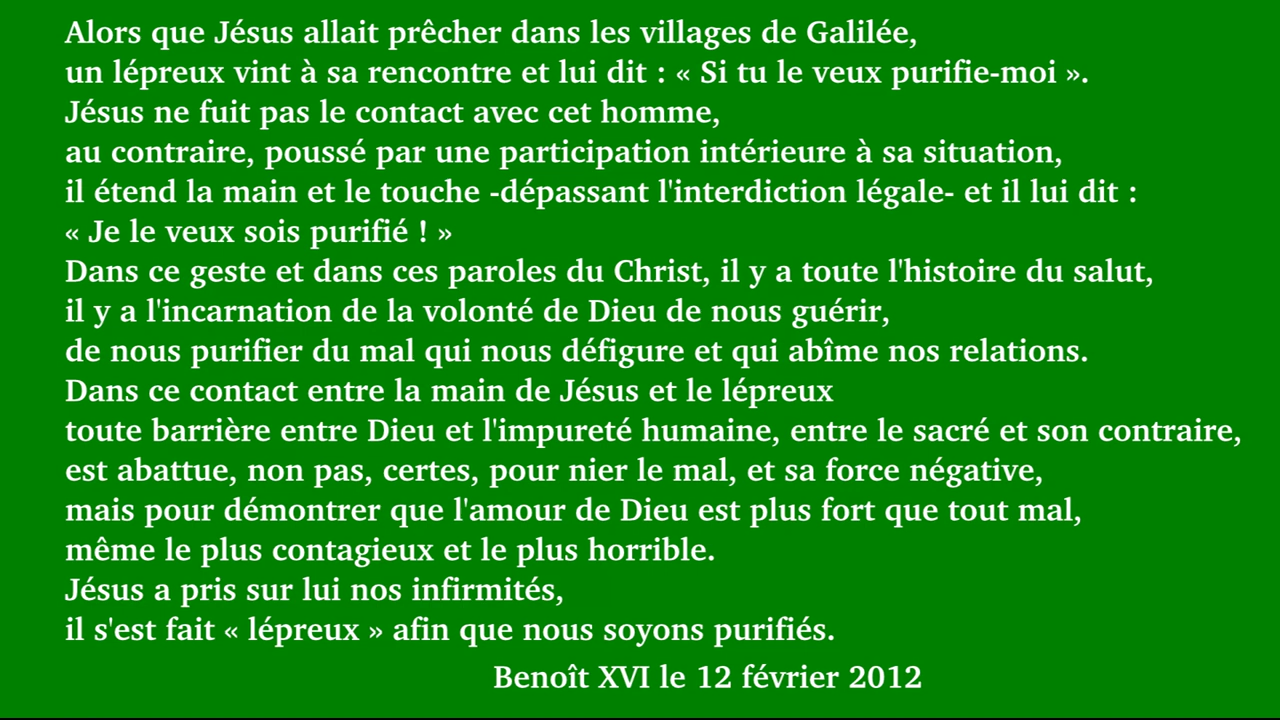 Alors que Jésus allait prêcher dans les villages de Galilée,
un lépreux vint à sa rencontre et lui dit : « Si tu le veux purifie-moi ».
Jésus ne fuit pas le contact avec cet homme,
au contraire, poussé par une participation intérieure à sa situation,
il étend la main et le touche -dépassant l'interdiction légale- et il lui dit :
« Je le veux sois purifié ! »
Dans ce geste et dans ces paroles du Christ, il y a toute l'histoire du salut,
il y a l'incarnation de la volonté de Dieu de nous guérir,
de nous purifier du mal qui nous défigure et qui abîme nos relations.
Dans ce contact entre la main de Jésus et le lépreux
toute barrière entre Dieu et l'impureté humaine, entre le sacré et son contraire,
est abattue, non pas, certes, pour nier le mal, et sa force négative,
mais pour démontrer que l'amour de Dieu est plus fort que tout mal,
même le plus contagieux et le plus horrible.
Jésus a pris sur lui nos infirmités,
il s'est fait « lépreux » afin que nous soyons purifiés.
Benoît XVI le 12 février 2012